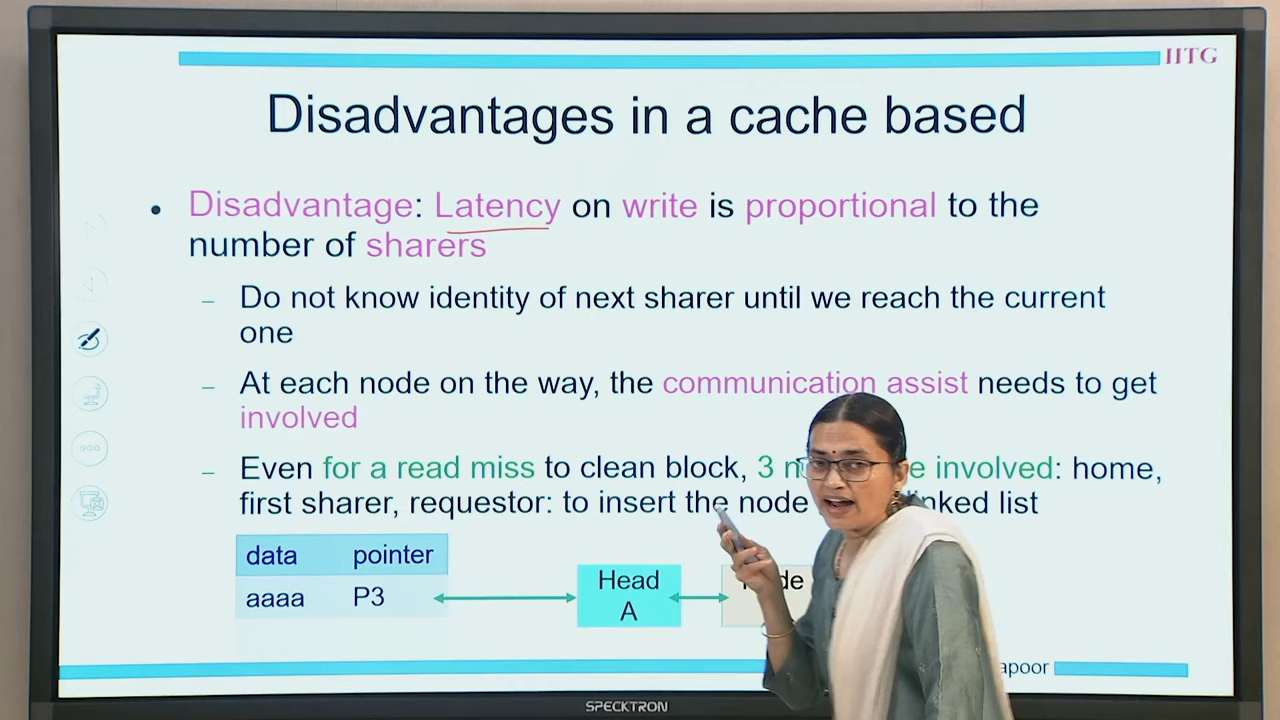 IITG
Disadvantages in a cache based
• Disadvantage: Latency on write is proportional to the
number of sharers
– Do not know identity of next sharer until we reach the current
one
– At each node on the way, the communication assist needs to get
involved
– Even for a read miss to clean block, 3 involved: home,
first sharer, requestor: to insert the node list
data pointer
aaaa P3
Head
A
SPECKTRON